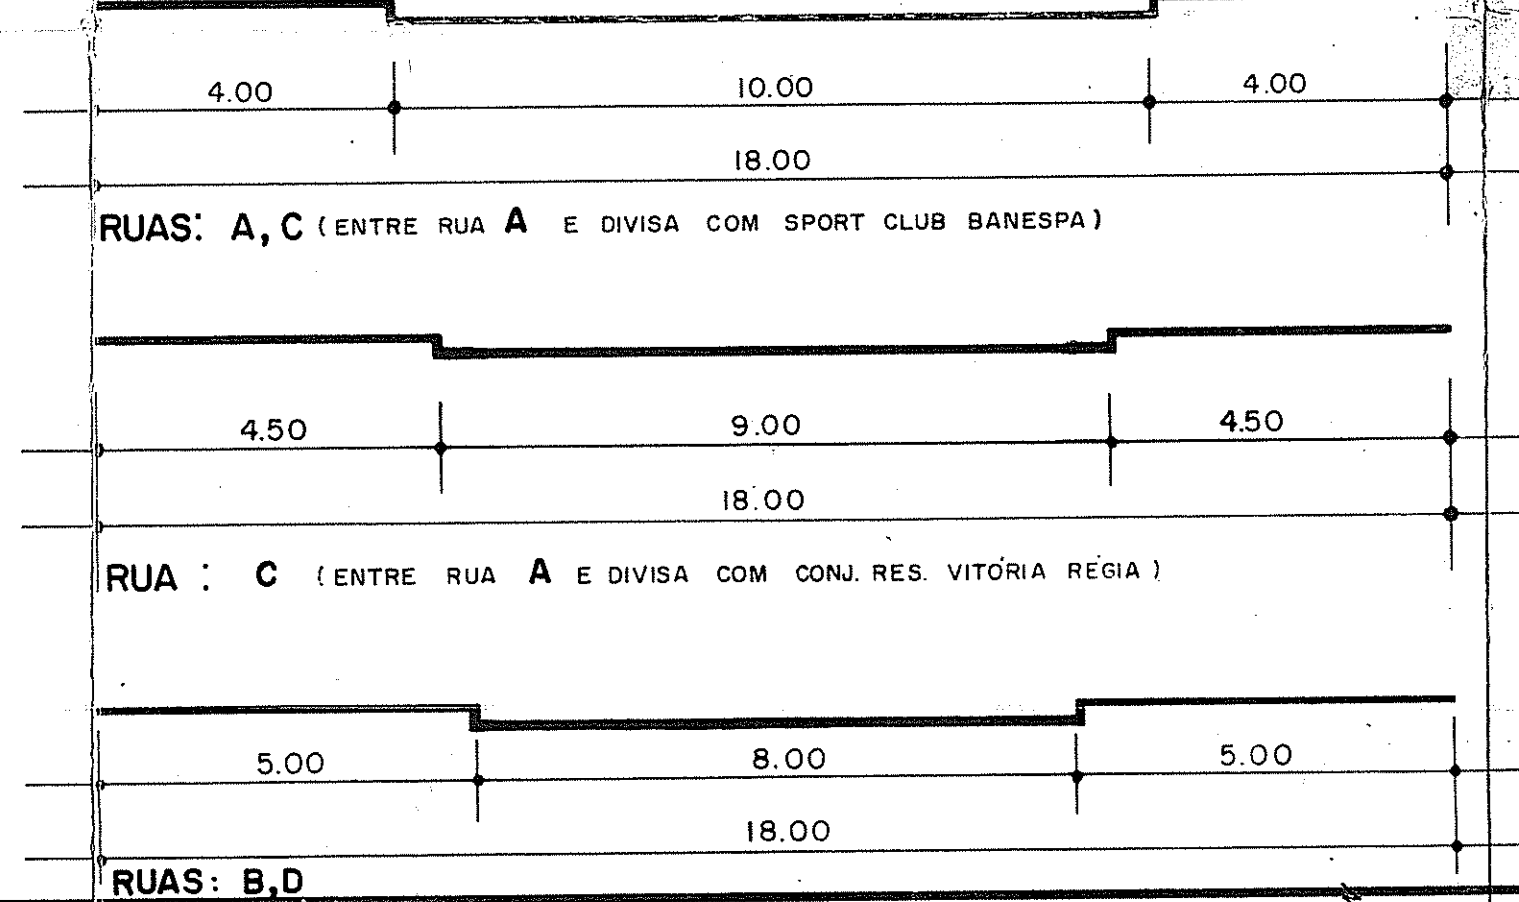 4.00 10.00 4.00
18.00
RUAS: A, C (ENTRE RUA A E DIVISA COM SPORT CLUB BANESPA)
4.50 9.00 4.50
18.00
RUA : C (ENTRE RUA A E DIVISA COM CONJ. RES. VITÓRIA RÉGIA)
5.00 8.00 5.00
18.00
RUAS: B,D